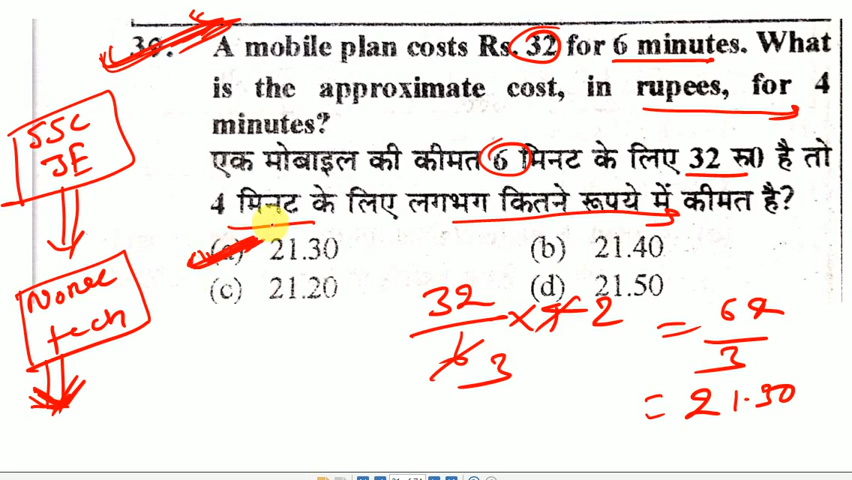 39. A mobile plan costs Rs. 32 for 6 minutes. What
is the approximate cost, in rupees, for 4
minutes?
एक मोबाइल की कीमत 6 मिनट के लिए 32 रू0 है तो
4 मिनट के लिए लगभग कितने रूपये में कीमत है?
(a) 21.30 (b) 21.40
(c) 21.20 (d) 21.50
SSC
JE
None
tech
32/6 3 × 4 2 = 64/3
= 21.30